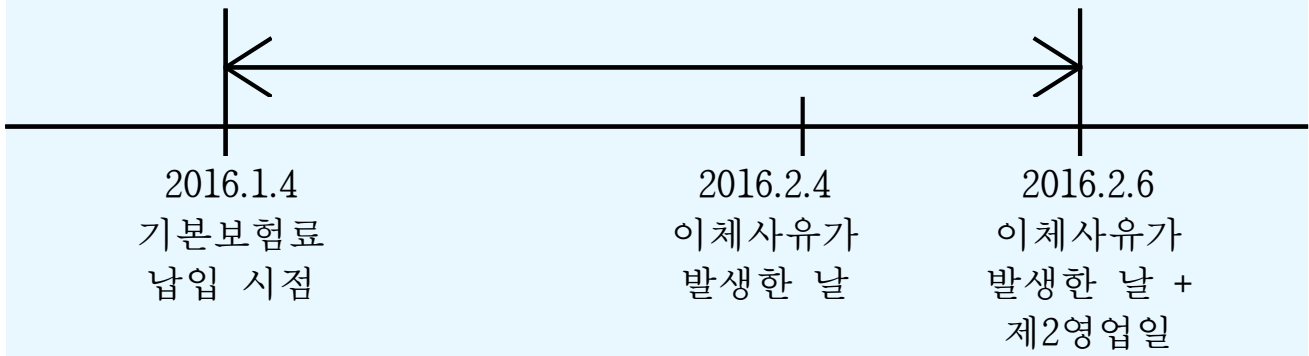 2016.1.4
기본보험료
납입 시점
2016.2.4
이체사유가
발생한 날
2016.2.6
이체사유가
발생한 날 +
제2영업일